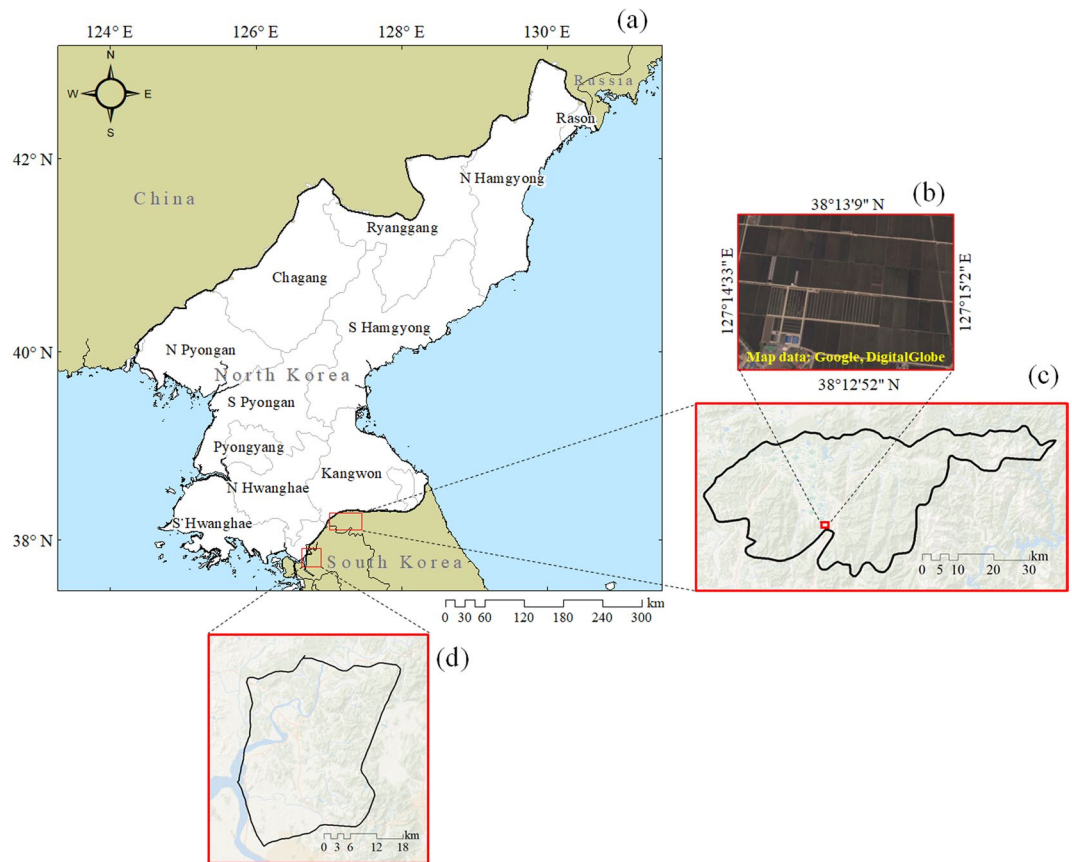 (a)
124° E 126° E 128° E 130° E
N
W E
S
Russia
Rason
42° N
N Hamgyong
China
Ryanggang
Chagang
S Hamgyong
40° N
N Pyongan
North Korea
S Pyongan
Pyongyang
Kangwon
N Hwanghae
S Hwanghae
38° N
South Korea
km
0 30 60 120 180 240 300
(b)
38°13'9" N
127°14'33" E
127°15'2" E
Map data: Google, DigitalGlobe
38°12'52" N
(c)
km
0 5 10 20 30
(d)
km
0 3 6 12 18